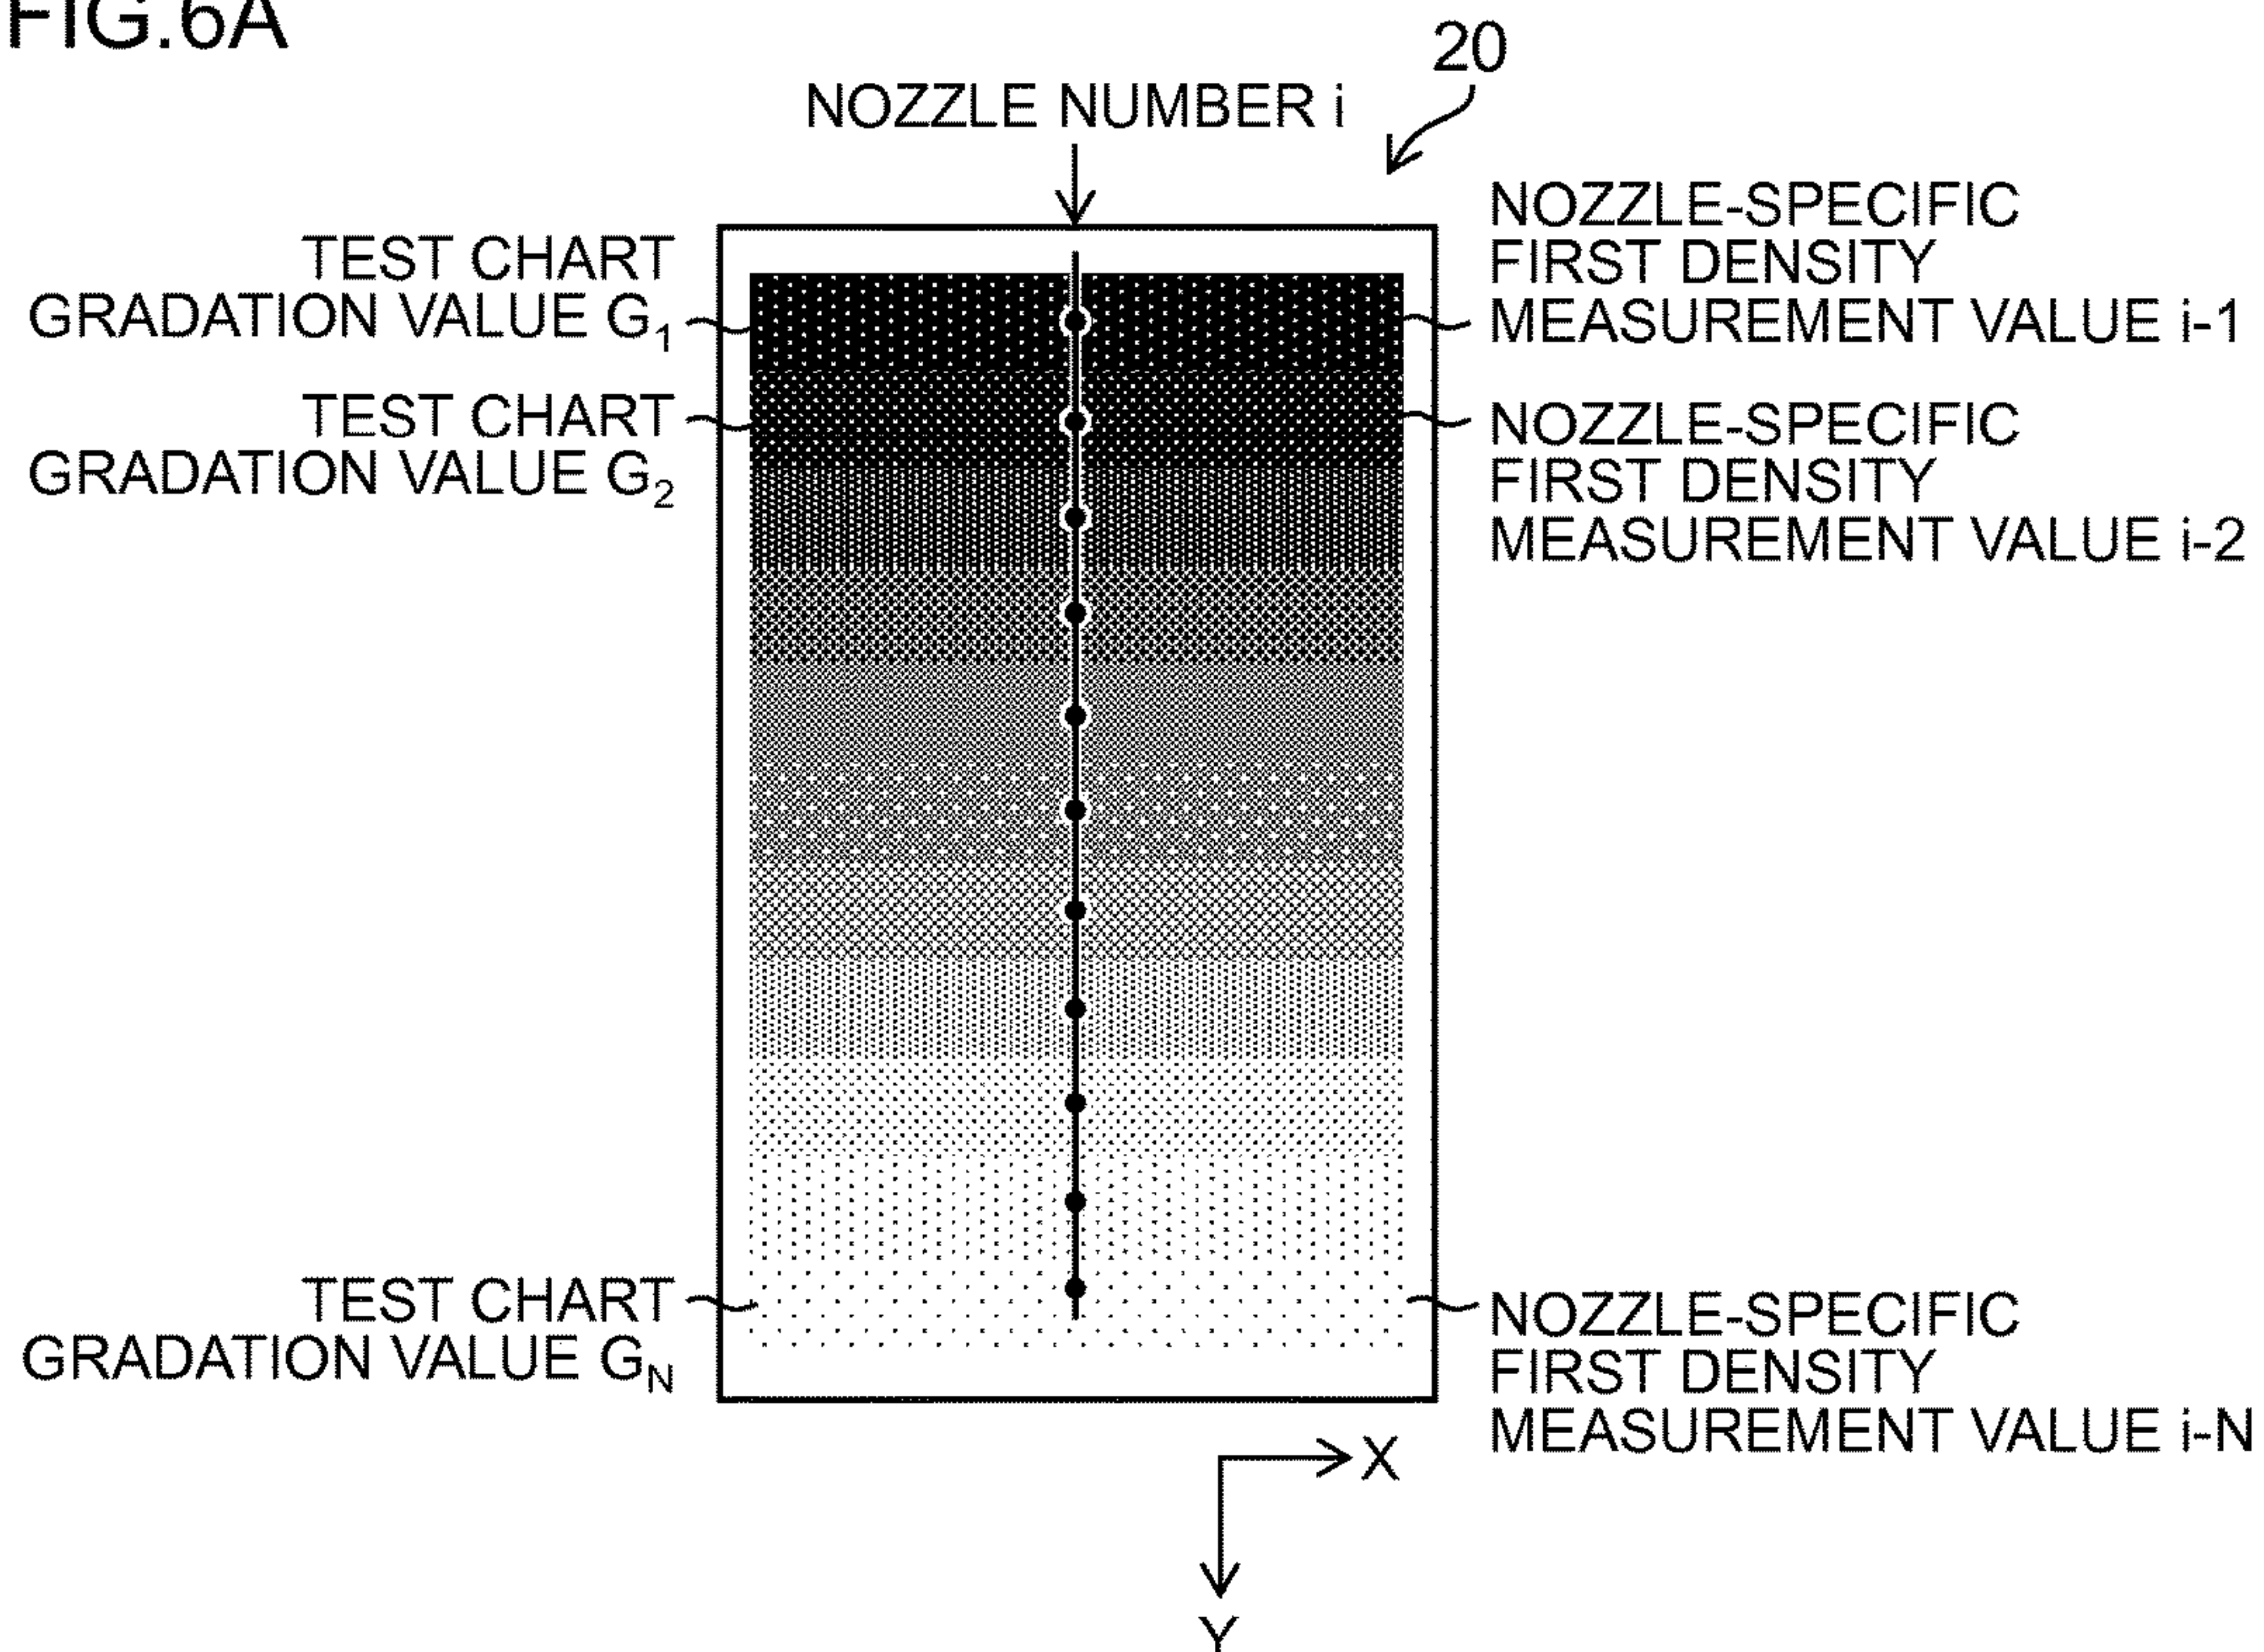 FIG.6A
20
NOZZLE NUMBER i
TEST CHART
GRADATION VALUE G1
NOZZLE-SPECIFIC
FIRST DENSITY
MEASUREMENT VALUE i-1
TEST CHART
GRADATION VALUE G2
NOZZLE-SPECIFIC
FIRST DENSITY
MEASUREMENT VALUE i-2
TEST CHART
GRADATION VALUE GN
NOZZLE-SPECIFIC
FIRST DENSITY
MEASUREMENT VALUE i-N
X
Y